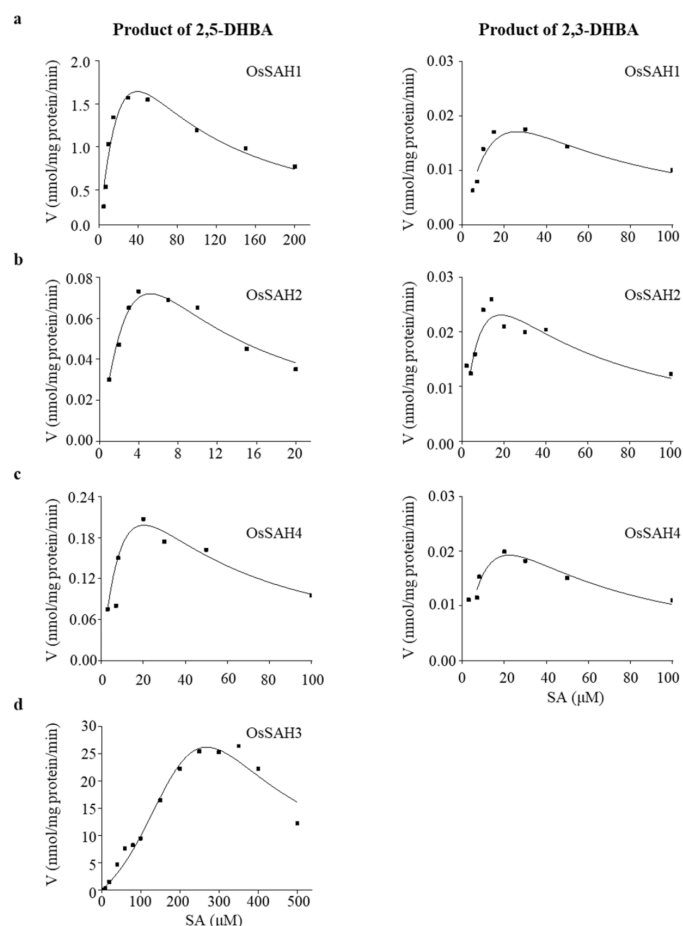 a
Product of 2,5-DHBA
Product of 2,3-DHBA
OsSAH1
V (nmol/mg protein/min)
2.0
1.5
1.0
0.5
0.0
0 40 80 120 160 200
OsSAH1
V (nmol/mg protein/min)
0.03
0.02
0.01
0.00
0 20 40 60 80 100
b
OsSAH2
V (nmol/mg protein/min)
0.08
0.06
0.04
0.02
0.00
0 4 8 12 16 20
OsSAH2
V (nmol/mg protein/min)
0.03
0.02
0.01
0.00
0 20 40 60 80 100
c
OsSAH4
V (nmol/mg protein/min)
0.24
0.18
0.12
0.06
0.00
0 20 40 60 80 100
OsSAH4
V (nmol/mg protein/min)
0.03
0.02
0.01
0.00
0 20 40 60 80 100
SA (μM)
d
OsSAH3
V (nmol/mg protein/min)
30
25
20
15
10
5
0
0 100 200 300 400 500
SA (μM)